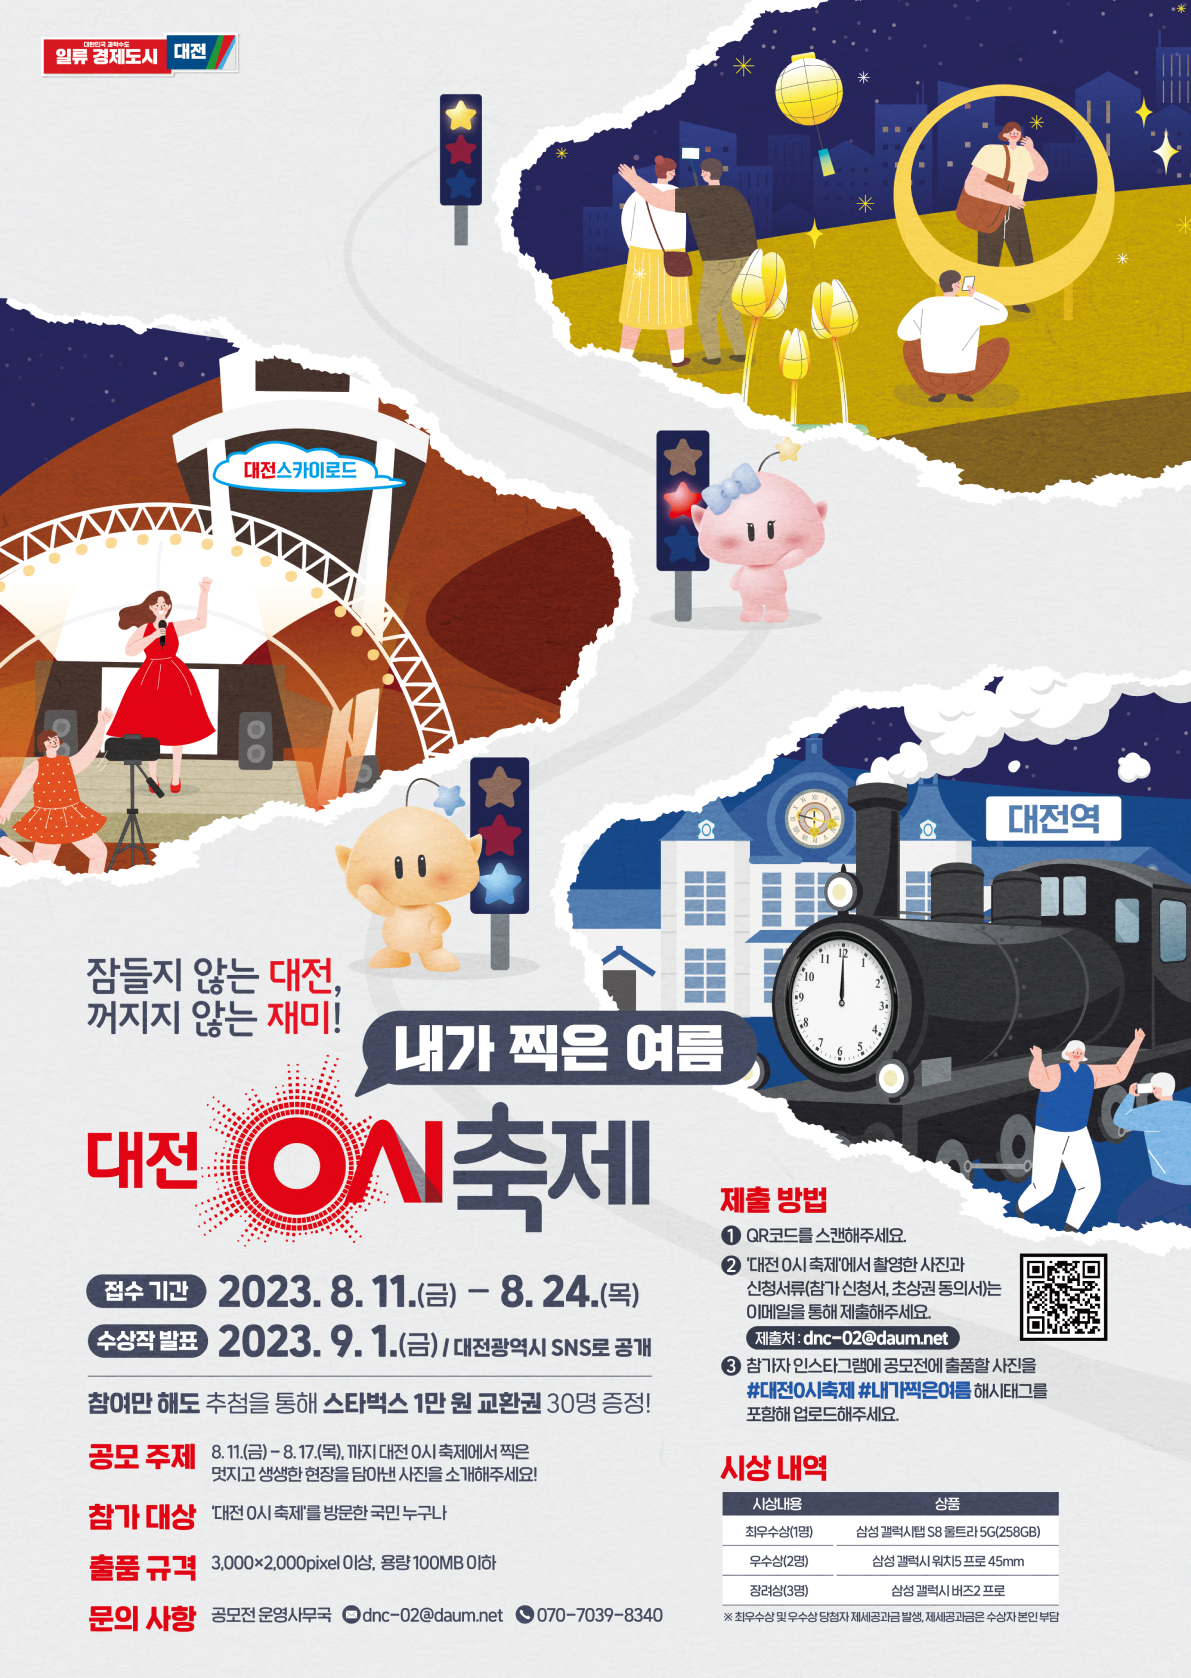 대한민국 과학수도
일류 경제도시 대전
대전스카이로드
대전역
12
1
2
3
4
5
6
7
8
9
10
11
잠들지 않는 대전,
꺼지지 않는 재미!
내가 찍은 여름
대전 0시 축제
접수 기간 2023. 8. 11.(금) – 8. 24.(목)
수상작 발표 2023. 9. 1.(금) / 대전광역시 SNS로 공개
참여만 해도 추첨을 통해 스타벅스 1만 원 교환권 30명 증정!
공모 주제 8. 11.(금) – 8. 17.(목), 까지 대전 0시 축제에서 찍은
멋지고 생생한 현장을 담아낸 사진을 소개해주세요!
참가 대상 '대전 0시 축제'를 방문한 국민 누구나
출품 규격 3,000×2,000pixel 이상, 용량 100MB 이하
문의 사항 공모전 운영사무국 dnc-02@daum.net 070-7039-8340
제출 방법
1 QR코드를 스캔해주세요.
2 '대전 0시 축제'에서 촬영한 사진과
신청서류(참가 신청서, 초상권 동의서)는
이메일을 통해 제출해주세요.
제출처 : dnc-02@daum.net
3 참가자 인스타그램에 공모전에 출품할 사진을
#대전0시축제 #내가찍은여름 해시태그를
포함해 업로드해주세요.
시상 내역
시상내용 상품
최우수상(1명) 삼성 갤럭시탭 S8 울트라 5G(258GB)
우수상(2명) 삼성 갤럭시 워치5 프로 45mm
장려상(3명) 삼성 갤럭시 버즈2 프로
※ 최우수상 및 우수상 당첨자 제세공과금 발생, 제세공과금은 수상자 본인 부담